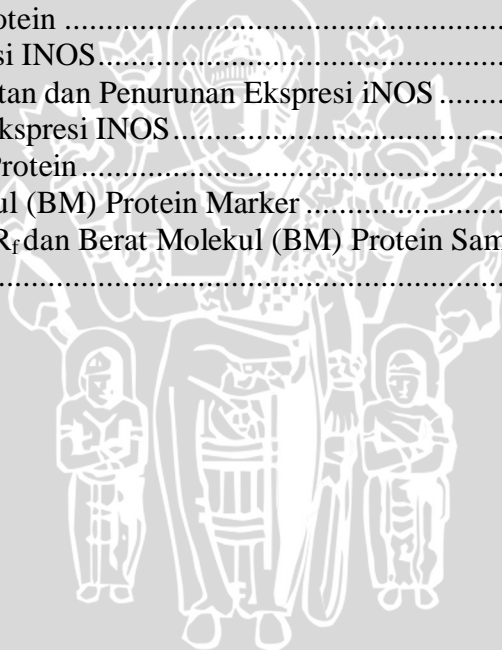 otein ..................................................
si INOS..................................................
tan dan Penurunan Ekspresi iNOS ........
kspresi INOS........................................
Protein..................................................
ul (BM) Protein Marker .........................
Rf dan Berat Molekul (BM) Protein Sam
..................................................